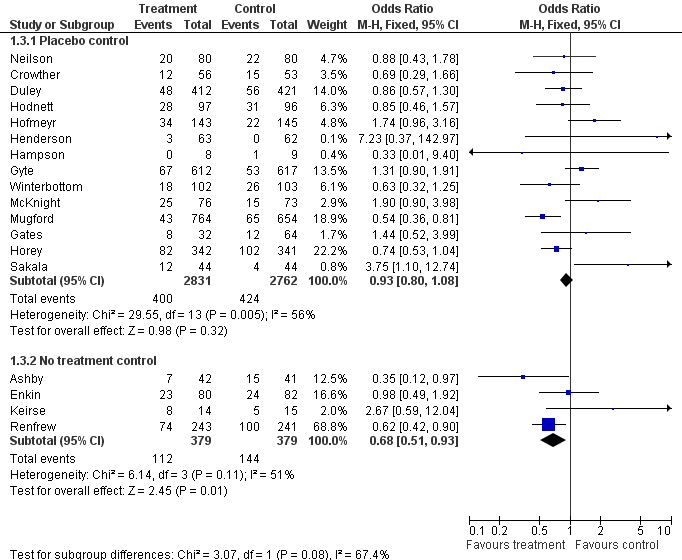 Treatment Control Odds Ratio Odds Ratio
Study or Subgroup Events Total Events Total Weight M-H, Fixed, 95% CI M-H, Fixed, 95% CI
1.3.1 Placebo control
Neilson 20 80 22 80 4.7% 0.88 [0.43, 1.78]
Crowther 12 56 15 53 3.5% 0.69 [0.29, 1.66]
Duley 48 412 56 421 14.0% 0.86 [0.57, 1.30]
Hodnett 28 97 31 96 6.3% 0.85 [0.46, 1.57]
Hofmeyr 34 143 22 145 4.8% 1.74 [0.96, 3.16]
Henderson 3 63 0 62 0.1% 7.23 [0.37, 142.97]
Hampson 0 8 1 9 0.4% 0.33 [0.01, 9.40]
Gyte 67 612 53 617 13.5% 1.31 [0.90, 1.91]
Winterbottom 18 102 26 103 6.1% 0.63 [0.32, 1.25]
McKnight 25 76 15 73 2.9% 1.90 [0.90, 3.98]
Mugford 43 764 65 654 18.9% 0.54 [0.36, 0.81]
Gates 8 32 12 64 1.7% 1.44 [0.52, 3.99]
Horey 82 342 102 341 22.2% 0.74 [0.53, 1.04]
Sakala 12 44 4 44 0.8% 3.75 [1.10, 12.74]
Subtotal (95% CI) 2831 2762 100.0% 0.93 [0.80, 1.08]
Total events 400 424
Heterogeneity: Chi² = 29.55, df = 13 (P = 0.005); I² = 56%
Test for overall effect: Z = 0.98 (P = 0.32)
1.3.2 No treatment control
Ashby 7 42 15 41 12.5% 0.35 [0.12, 0.97]
Enkin 23 80 24 82 16.6% 0.98 [0.49, 1.92]
Keirse 8 14 5 15 2.2% 2.67 [0.59, 12.04]
Renfrew 74 243 100 241 68.8% 0.62 [0.42, 0.90]
Subtotal (95% CI) 379 379 100.0% 0.68 [0.51, 0.93]
Total events 112 144
Heterogeneity: Chi² = 6.14, df = 3 (P = 0.11); I² = 51%
Test for overall effect: Z = 2.45 (P = 0.01)
0.1 0.2 0.5 1 2 5 10
Favours treatment Favours control
Test for subgroup differences: Chi² = 3.07, df = 1 (P = 0.08), I² = 67.4%